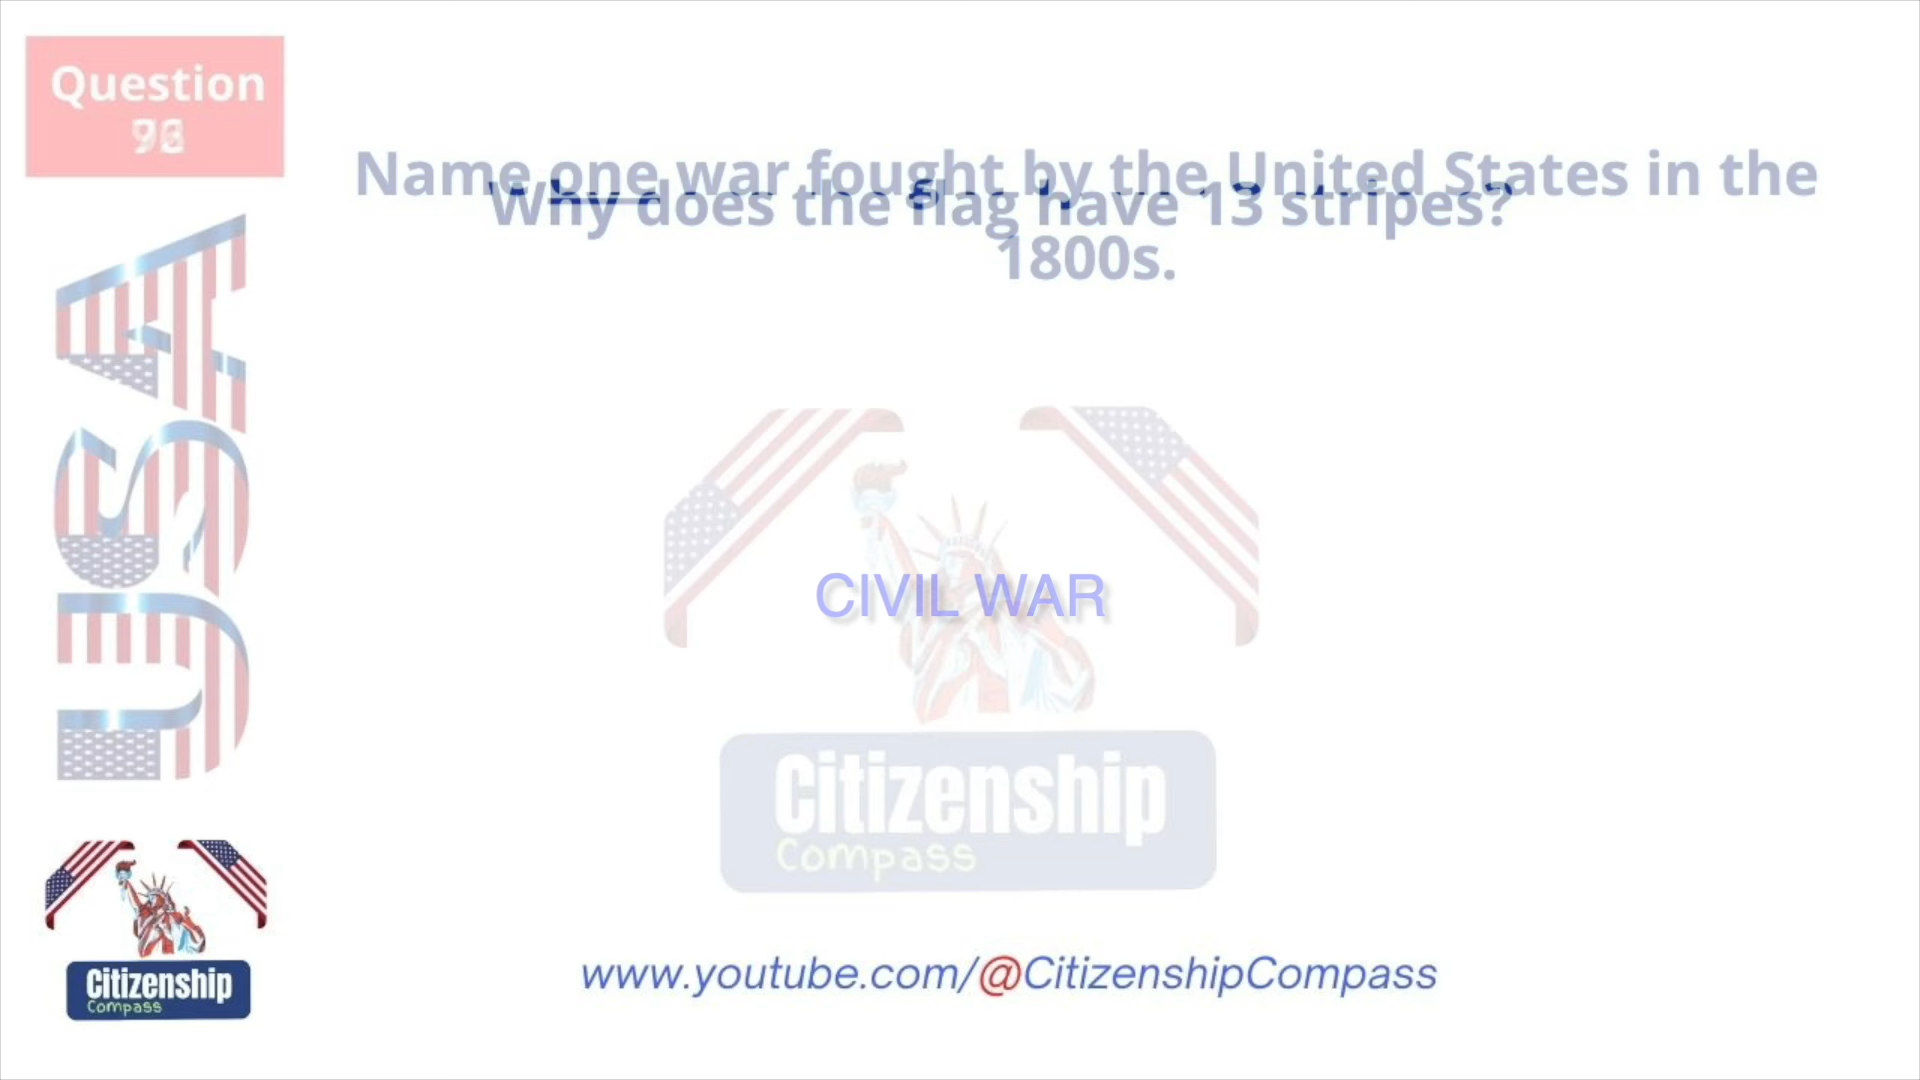 Question
Name one war fought by the United States in the
Why does the flag have 13 stripes?
1800s.
USA
CIVIL WAR
Citizenship
Compass
Citizenship
Compass
www.youtube.com/@CitizenshipCompass